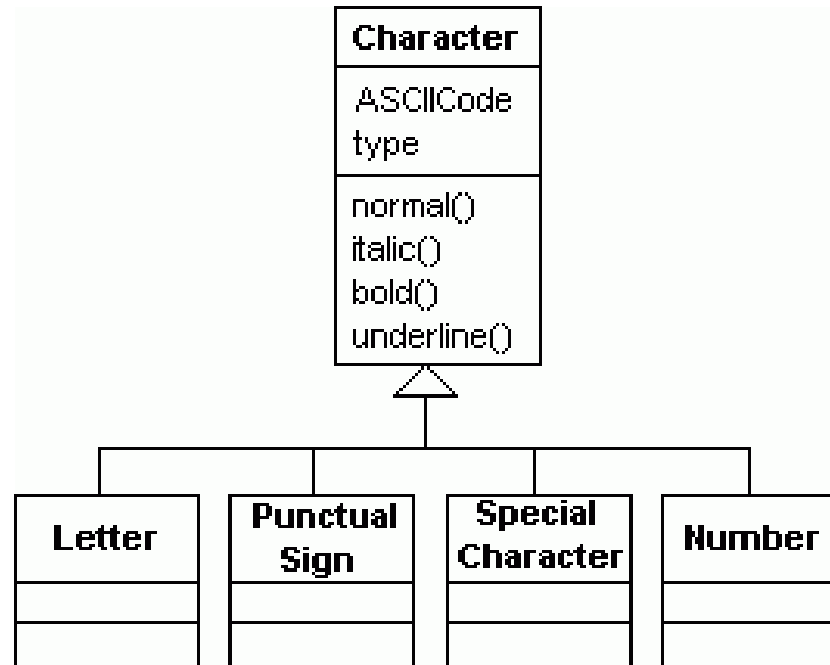 Character
ASCIICode
type
normal()
italic()
bold()
underline()
Letter
Punctual
Sign
Special
Character
Number